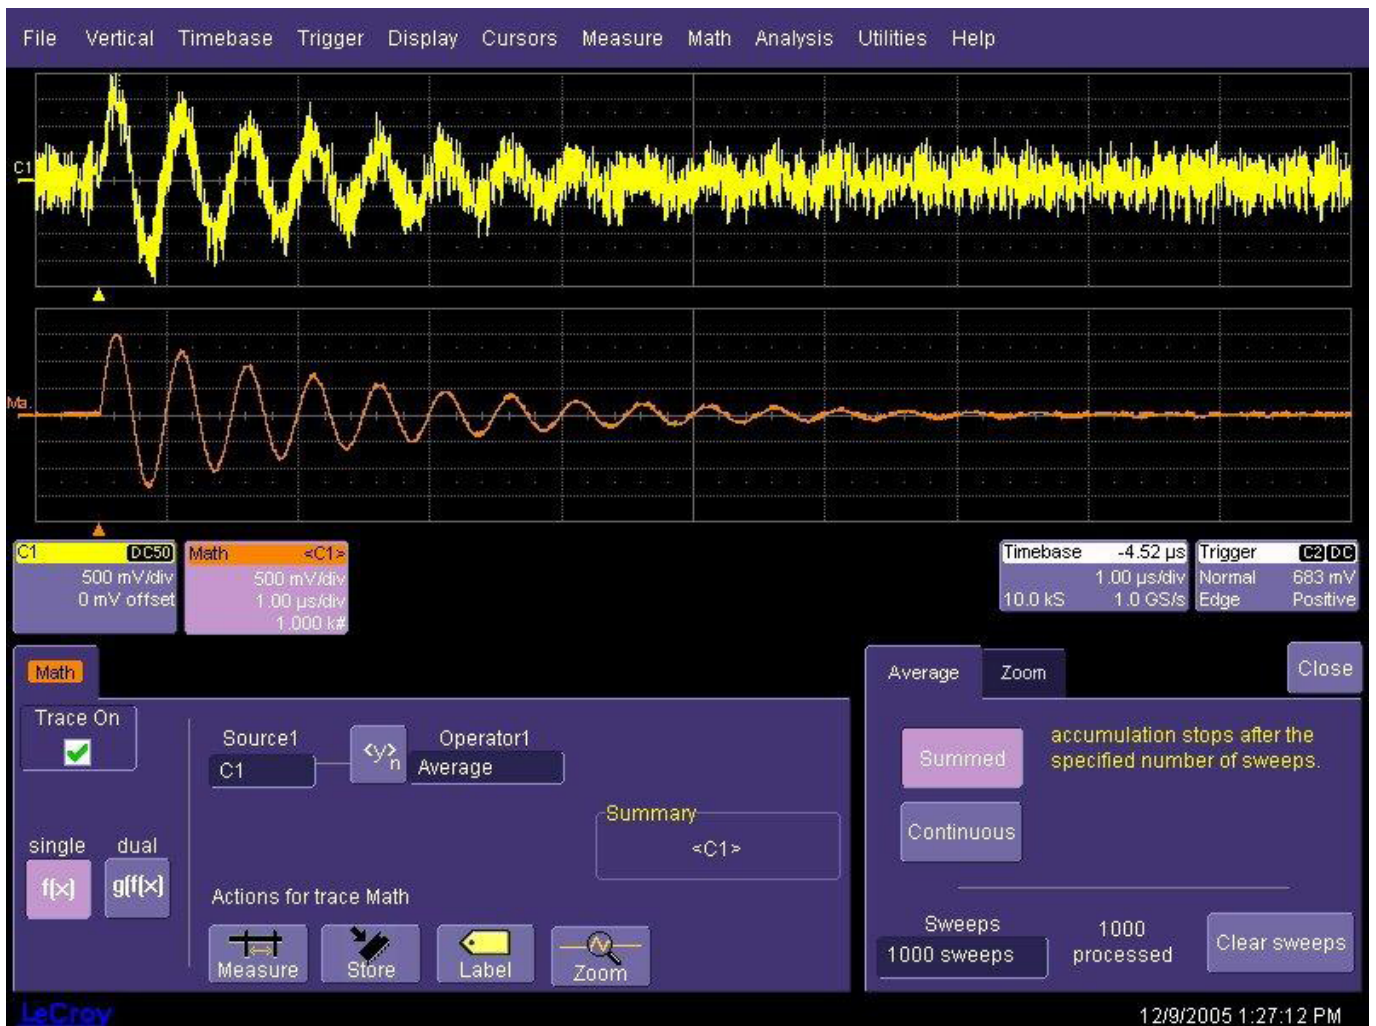 File Vertical Timebase Trigger Display Cursors Measure Math Analysis Utilities Help
C1
Ma.
C1 DC50
500 mV/div
0 mV offset
Math <C1>
500 mV/div
1.00 µs/div
1.000 k#
Timebase -4.52 µs
1.00 µs/div
10.0 kS 1.0 GS/s
Trigger C2 DC
Normal 683 mV
Edge Positive
Math
Trace On
single dual
f(x) g(f(x)
Source1
C1
<y>n
Operator1
Average
Summary
<C1>
Actions for trace Math
Measure Store Label Zoom
Average Zoom Close
Summed
accumulation stops after the
specified number of sweeps.
Continuous
Sweeps
1000 sweeps
1000
processed
Clear sweeps
LeCroy
12/9/2005 1:27:12 PM